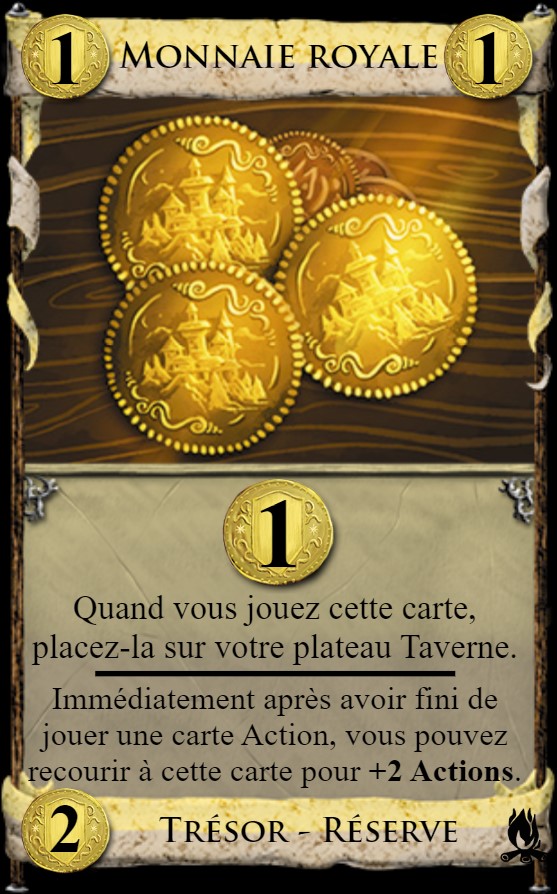 1 Monnaie royale 1
1
Quand vous jouez cette carte,
placez-la sur votre plateau Taverne.
Immédiatement après avoir fini de
jouer une carte Action, vous pouvez
recourir à cette carte pour +2 Actions.
2 Trésor - Réserve